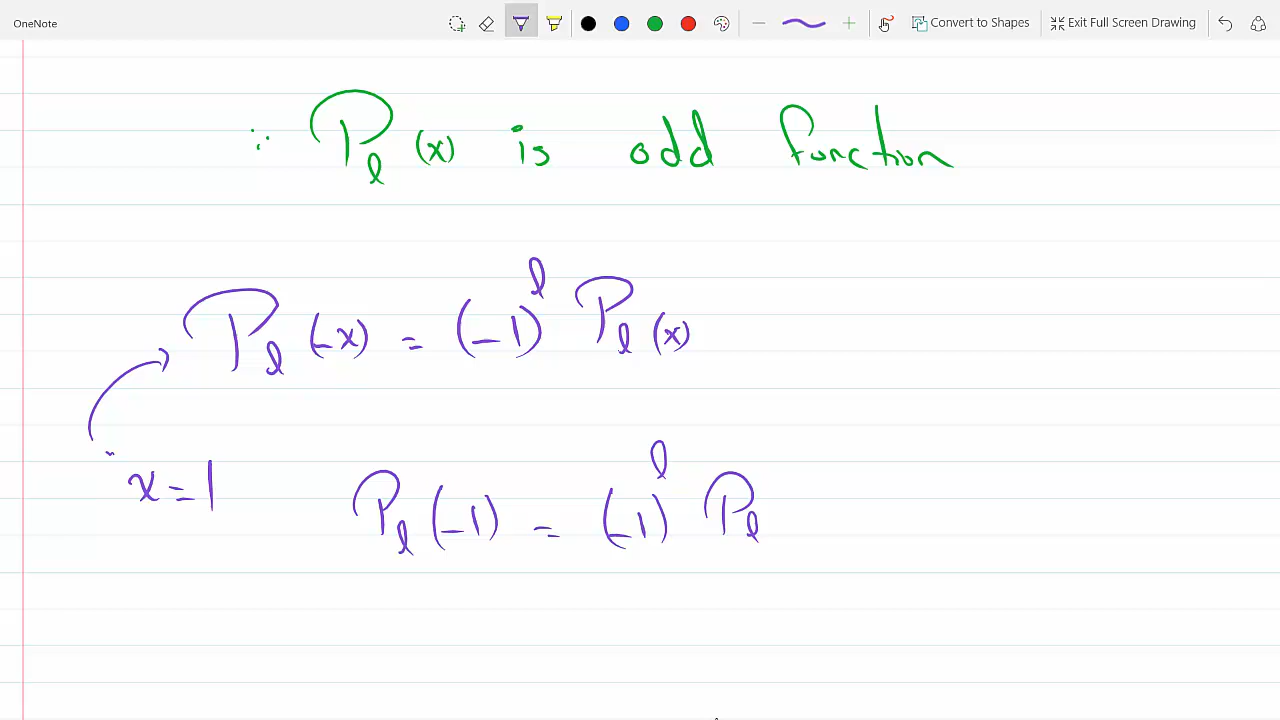 OneNote Convert to Shapes Exit Full Screen Drawing
∵ Pₗ(x) is odd function
Pₗ(-x) = (-1)ˡ Pₗ(x)
x = 1 Pₗ(-1) = (-1)ˡ Pₗ